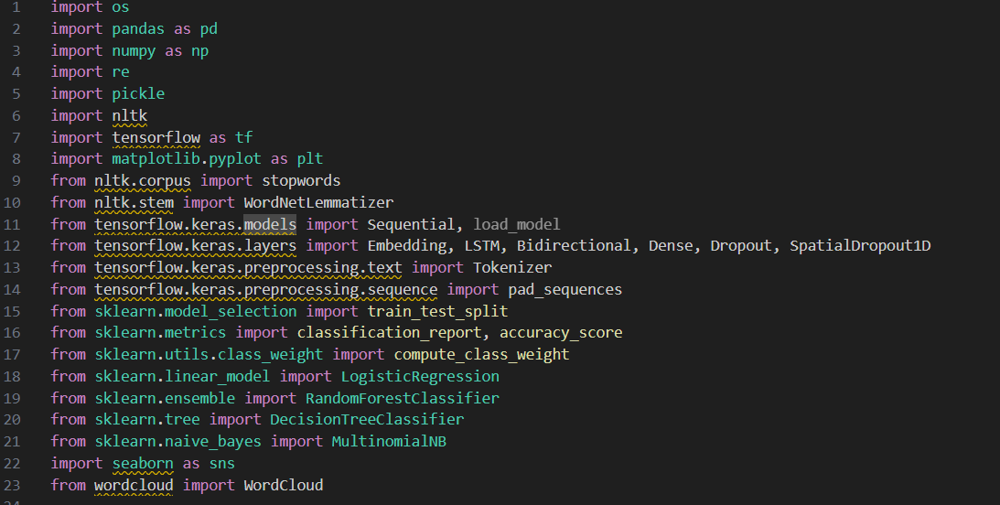 1 import os
2 import pandas as pd
3 import numpy as np
4 import re
5 import pickle
6 import nltk
7 import tensorflow as tf
8 import matplotlib.pyplot as plt
9 from nltk.corpus import stopwords
10 from nltk.stem import WordNetLemmatizer
11 from tensorflow.keras.models import Sequential, load_model
12 from tensorflow.keras.layers import Embedding, LSTM, Bidirectional, Dense, Dropout, SpatialDropout1D
13 from tensorflow.keras.preprocessing.text import Tokenizer
14 from tensorflow.keras.preprocessing.sequence import pad_sequences
15 from sklearn.model_selection import train_test_split
16 from sklearn.metrics import classification_report, accuracy_score
17 from sklearn.utils.class_weight import compute_class_weight
18 from sklearn.linear_model import LogisticRegression
19 from sklearn.ensemble import RandomForestClassifier
20 from sklearn.tree import DecisionTreeClassifier
21 from sklearn.naive_bayes import MultinomialNB
22 import seaborn as sns
23 from wordcloud import WordCloud